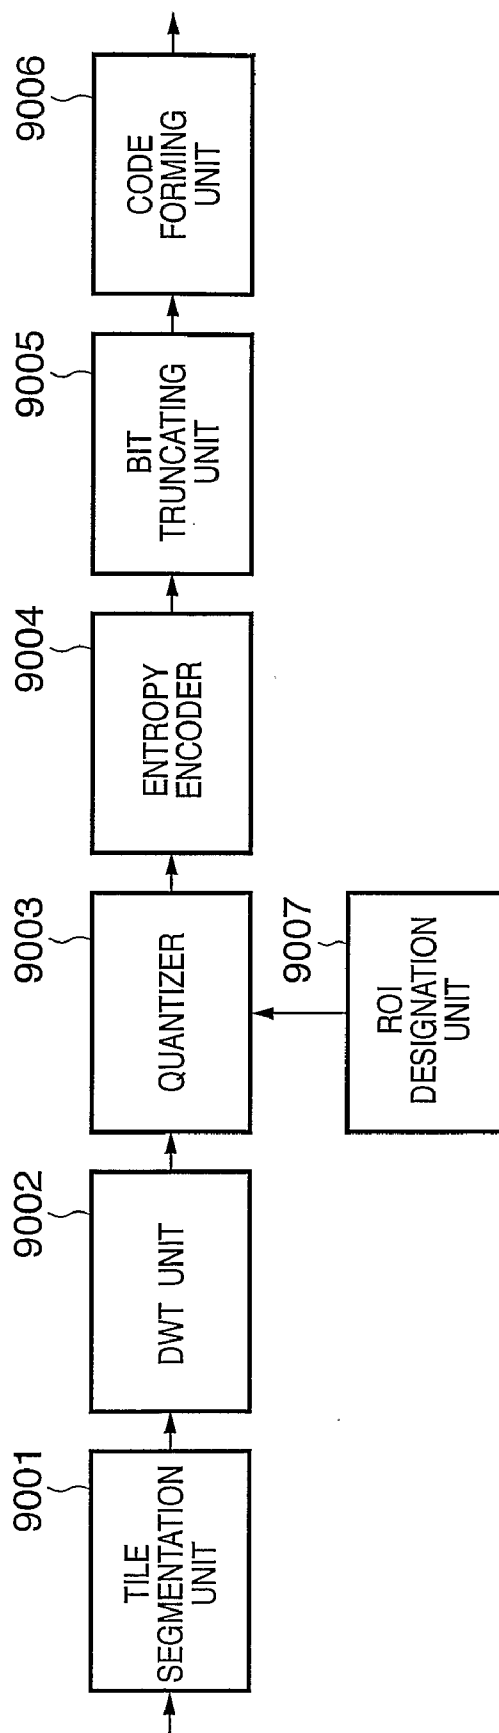 9001
TILE
SEGMENTATION
UNIT
9002
DWT UNIT
9003
QUANTIZER
9004
ENTROPY
ENCODER
9005
BIT
TRUNCATING
UNIT
9006
CODE
FORMING
UNIT
9007
ROI
DESIGNATION
UNIT